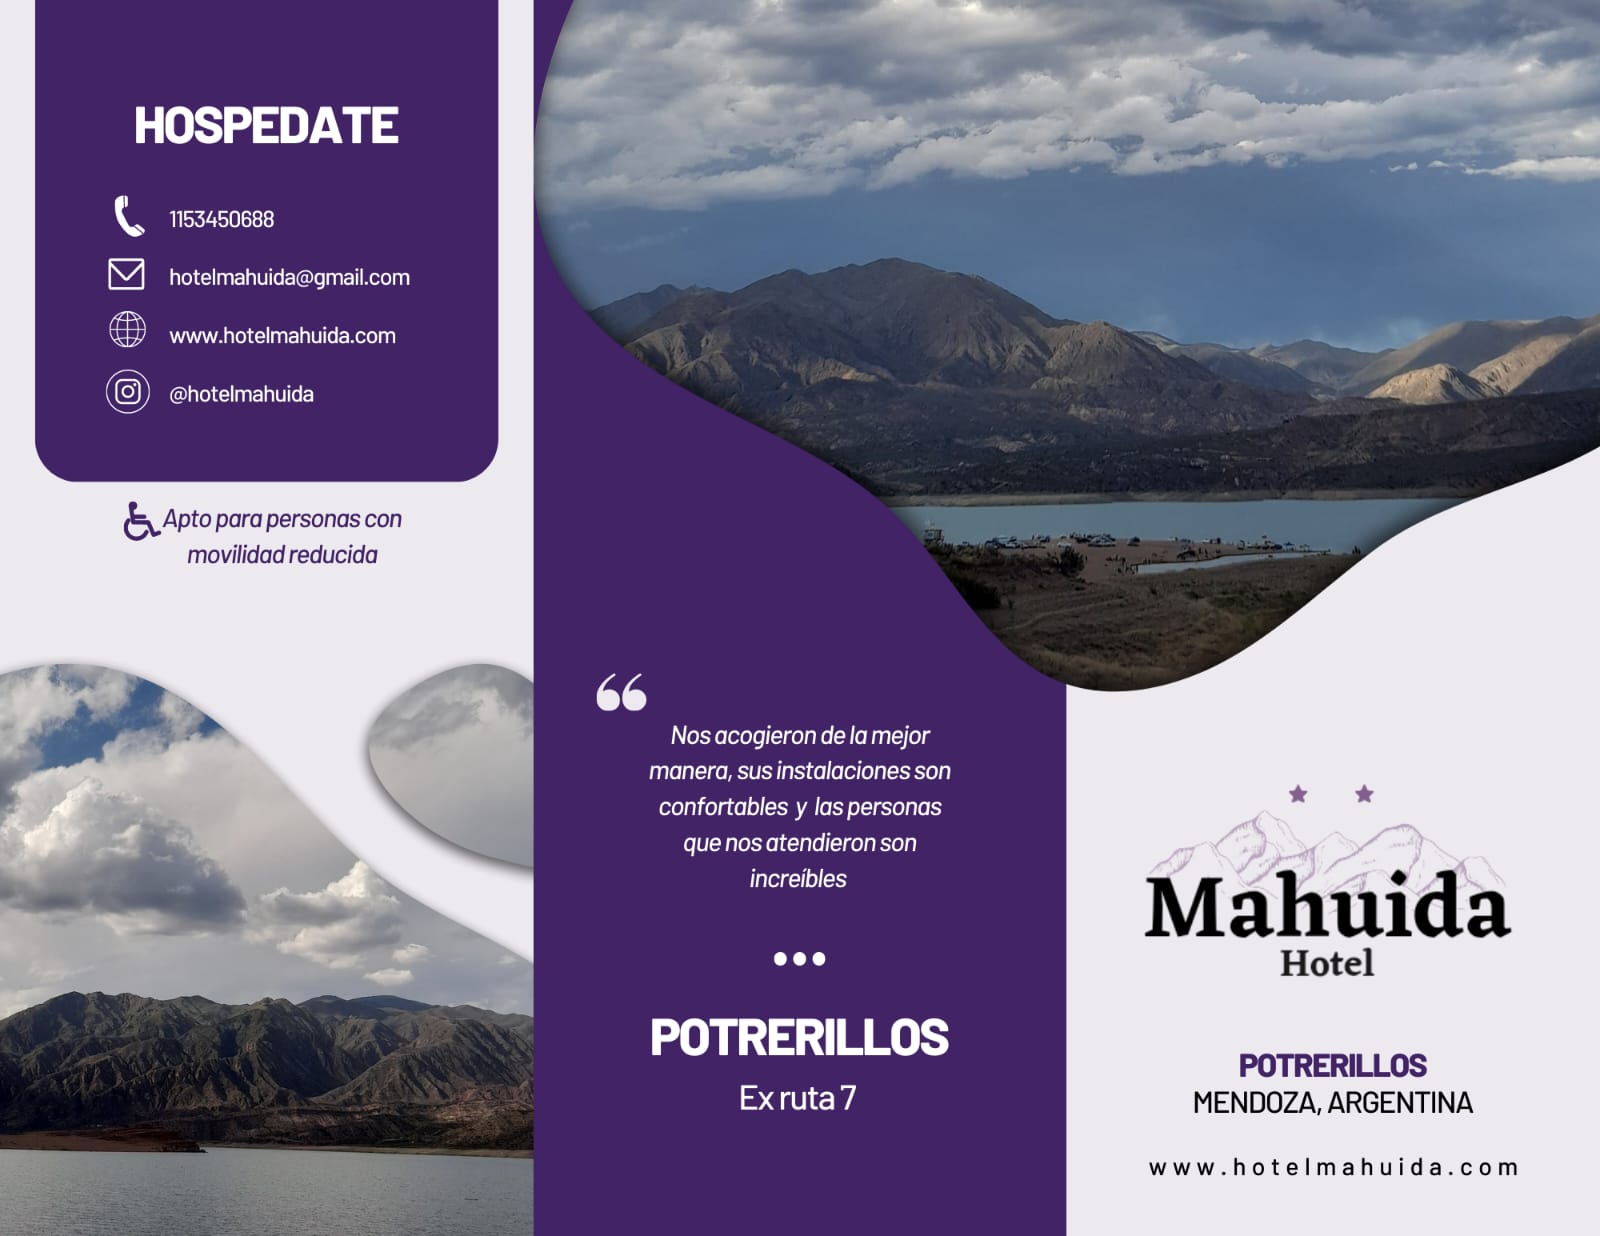 HOSPEDATE
1153450688
hotelmahuida@gmail.com
www.hotelmahuida.com
@hotelmahuida
Apto para personas con
movilidad reducida
“
Nos acogieron de la mejor
manera, sus instalaciones son
confortables y las personas
que nos atendieron son
increíbles
POTRERILLOS
Ex ruta 7
Mahuida
Hotel
POTRERILLOS
MENDOZA, ARGENTINA
www.hotelmahuida.com